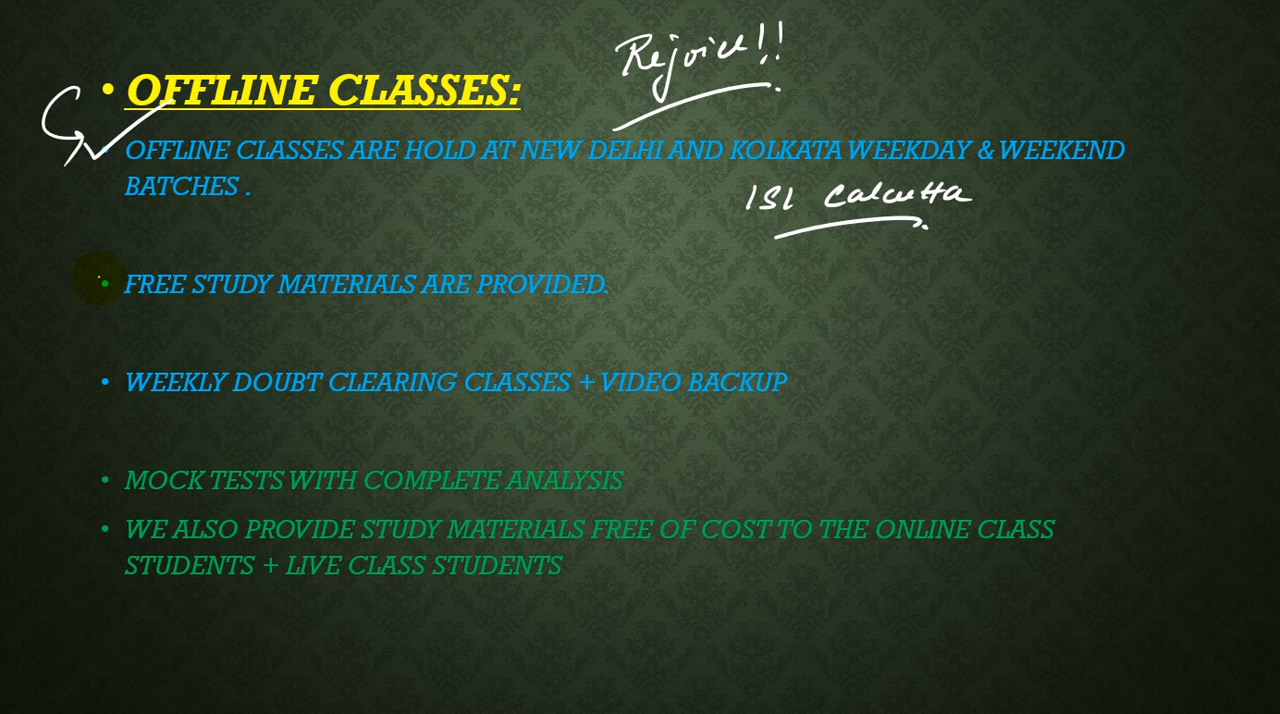 Rejoice!!
• OFFLINE CLASSES:
• OFFLINE CLASSES ARE HOLD AT NEW DELHI AND KOLKATA WEEKDAY & WEEKEND
BATCHES .
ISI Calcutta
• FREE STUDY MATERIALS ARE PROVIDED.
• WEEKLY DOUBT CLEARING CLASSES + VIDEO BACKUP
• MOCK TESTS WITH COMPLETE ANALYSIS
• WE ALSO PROVIDE STUDY MATERIALS FREE OF COST TO THE ONLINE CLASS
STUDENTS + LIVE CLASS STUDENTS